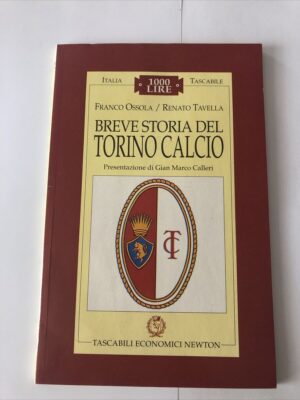 ITALIA 1000 LIRE TASCABILE
FRANCO OSSOLA / RENATO TAVELLA
BREVE STORIA DEL
TORINO CALCIO
Presentazione di Gian Marco Calleri
TC
TASCABILI ECONOMICI NEWTON